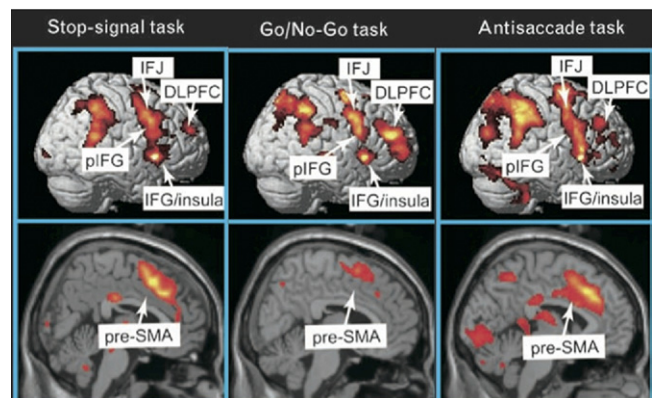 Stop-signal task
Go/No-Go task
Antisaccade task
IFJ
DLPFC
pIFG
IFG/insula
IFJ
DLPFC
pIFG
IFG/insula
IFJ
DLPFC
pIFG
IFG/insula
pre-SMA
pre-SMA
pre-SMA